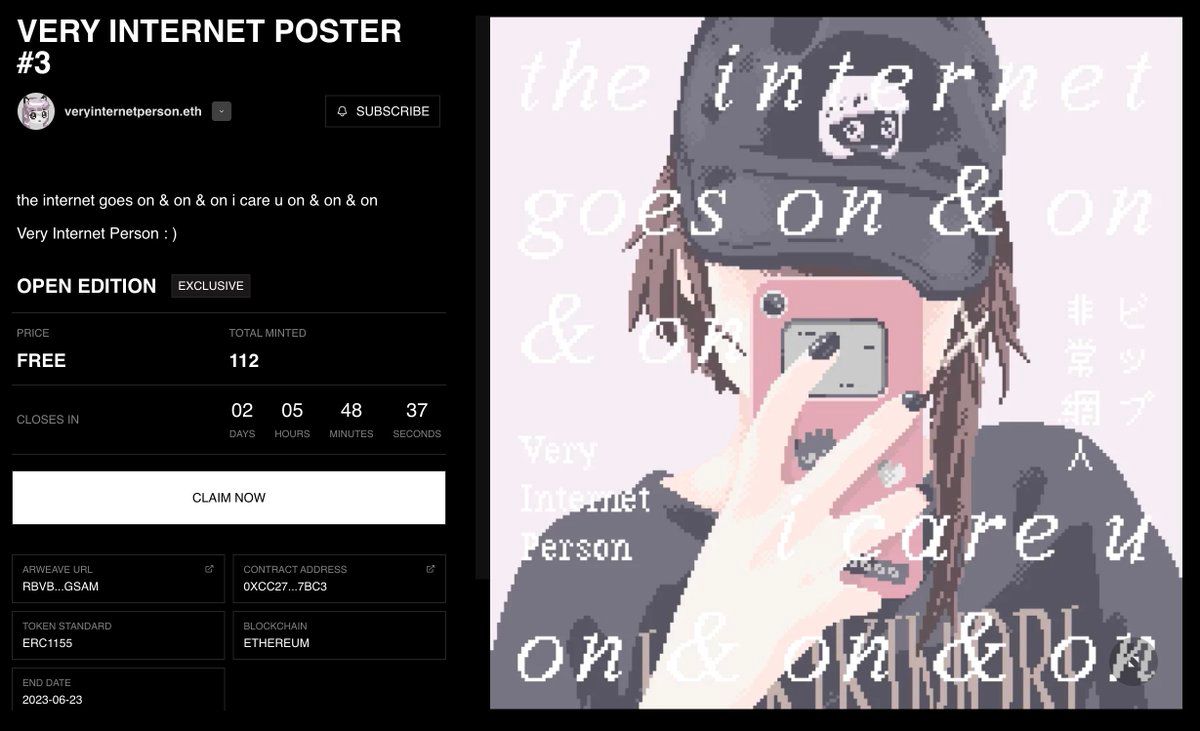 VERY INTERNET POSTER
#3
veryinternetperson.eth
SUBSCRIBE
the internet goes on & on & on i care u on & on & on
Very Internet Person : )
OPEN EDITION
EXCLUSIVE
PRICE
TOTAL MINTED
FREE
112
CLOSES IN
02
05
48
37
DAYS
HOURS
MINUTES
SECONDS
CLAIM NOW
ARWEAVE URL
RBVB...GSAM
CONTRACT ADDRESS
0XCC27...7BC3
TOKEN STANDARD
ERC1155
BLOCKCHAIN
ETHEREUM
END DATE
2023-06-23
the internet
goes on & on
& on
ピップ
非常網人
Very
Internet
Person
i care u
on & on & on